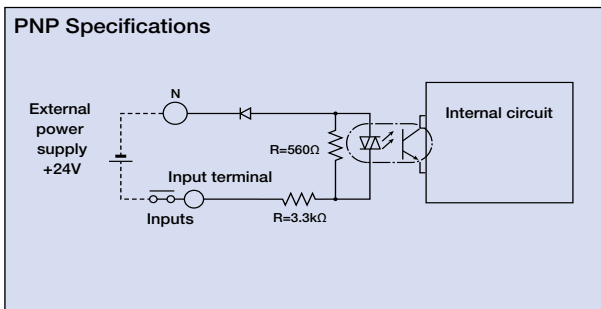 PNP Specifications
N
External
power
supply
+24V
Internal circuit
R=560Ω
Input terminal
Inputs
R=3.3kΩ